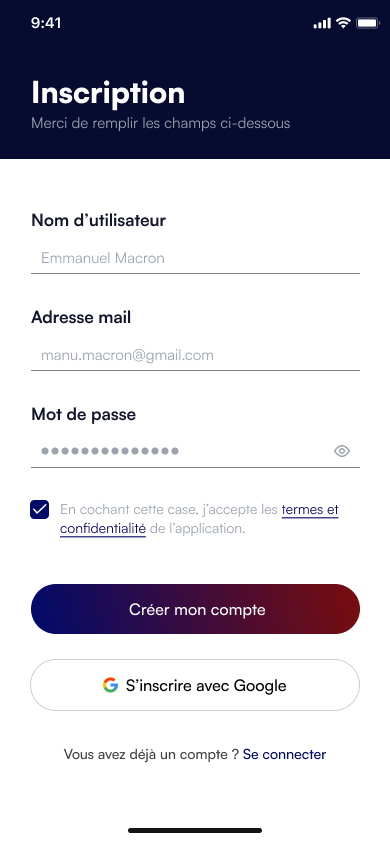 9:41
Inscription
Merci de remplir les champs ci-dessous
Nom d’utilisateur
Emmanuel Macron
Adresse mail
manu.macron@gmail.com
Mot de passe
●●●●●●●●●●●●●●
En cochant cette case, j’accepte les termes et
confidentialité de l’application.
Créer mon compte
S’inscrire avec Google
Vous avez déjà un compte ? Se connecter